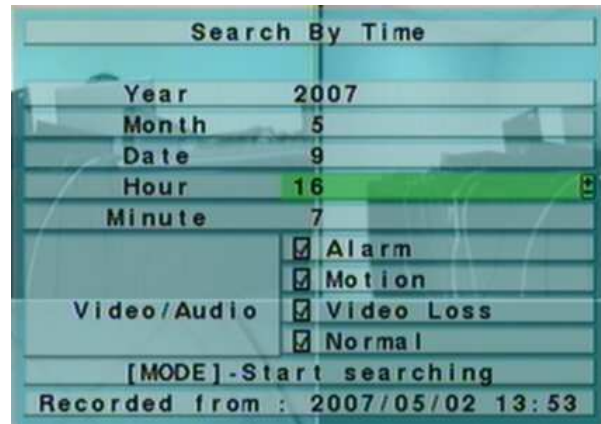 Search By Time
Year 2007
Month 5
Date 9
Hour 16
Minute 7
Video/Audio
Alarm
Motion
Video Loss
Normal
[MODE]-Start searching
Recorded from : 2007/05/02 13:53